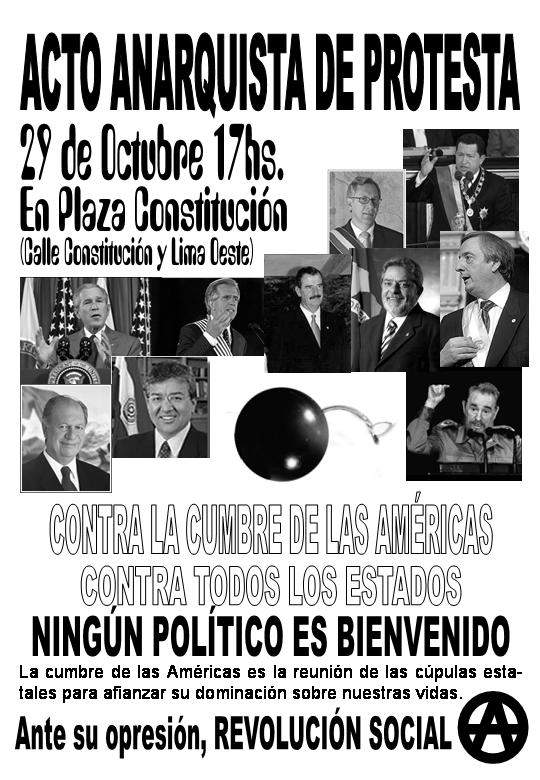 ACTO ANARQUISTA DE PROTESTA
29 de Octubre 17hs.
En Plaza Constitución
(Calle Constitución y Lima Oeste)
CONTRA LA CUMBRE DE LAS AMÉRICAS
CONTRA TODOS LOS ESTADOS
NINGÚN POLÍTICO ES BIENVENIDO
La cumbre de las Américas es la reunión de las cúpulas esta-
tales para afianzar su dominación sobre nuestras vidas.
Ante su opresión, REVOLUCIÓN SOCIAL